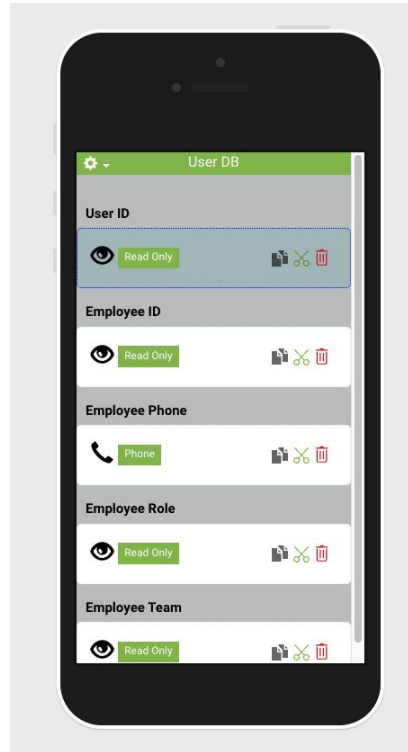 User DB
User ID
Read Only
Employee ID
Read Only
Employee Phone
Phone
Employee Role
Read Only
Employee Team
Read Only